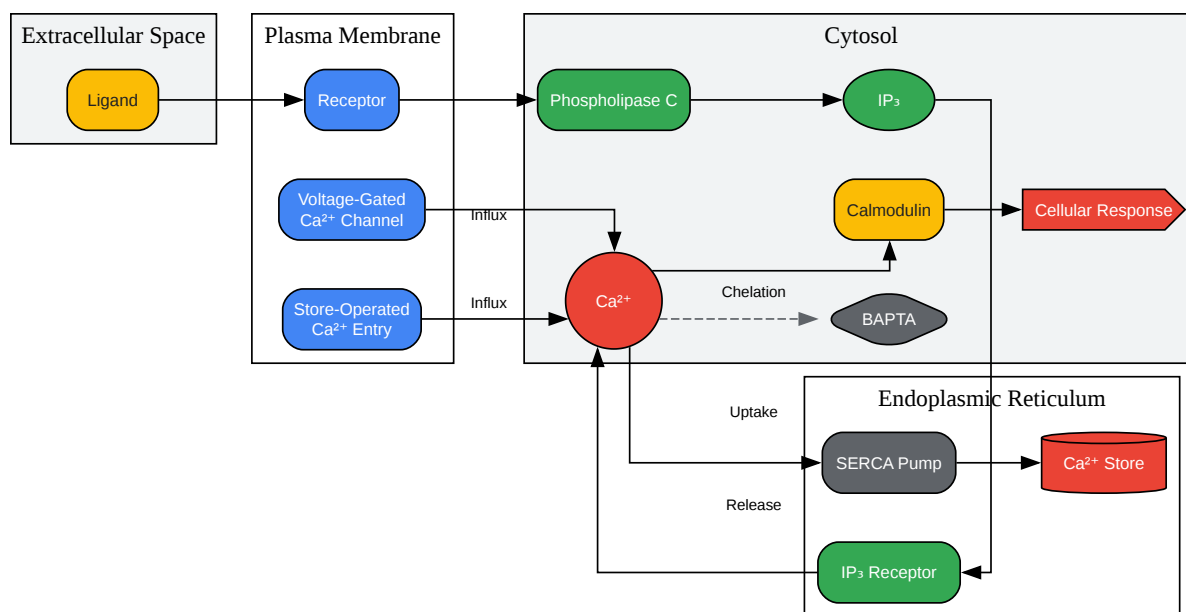 Extracellular Space
Plasma Membrane
Cytosol
Ligand
Receptor
Phospholipase C
IP₃
Voltage-Gated
Ca²⁺ Channel
Influx
Calmodulin
Cellular Response
Store-Operated
Ca²⁺ Entry
Influx
Ca²⁺
Chelation
BAPTA
Endoplasmic Reticulum
Uptake
SERCA Pump
Ca²⁺ Store
Release
IP₃ Receptor